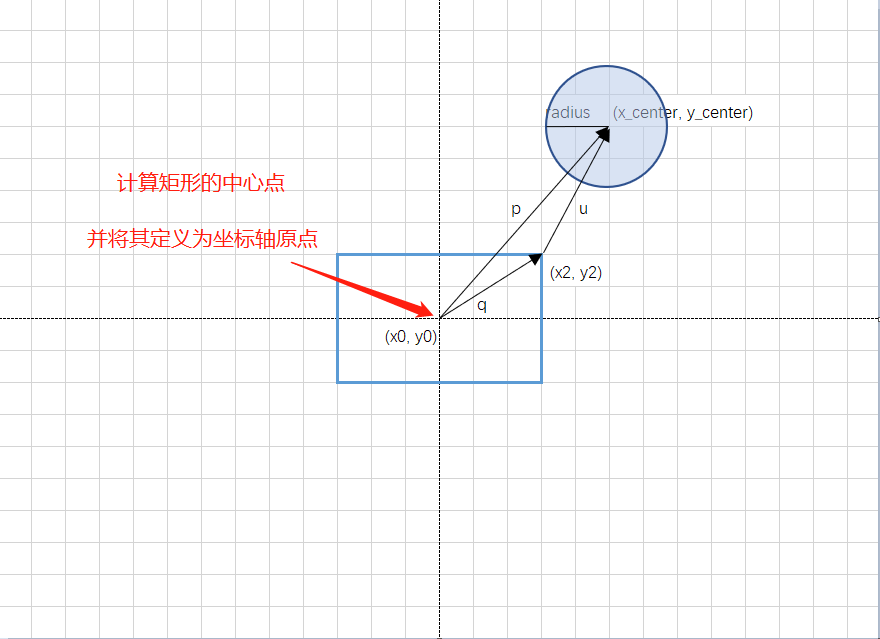 radius (x_center, y_center)
计算矩形的中心点
p u
并将其定义为坐标轴原点
(x2, y2)
q
(x0, y0)